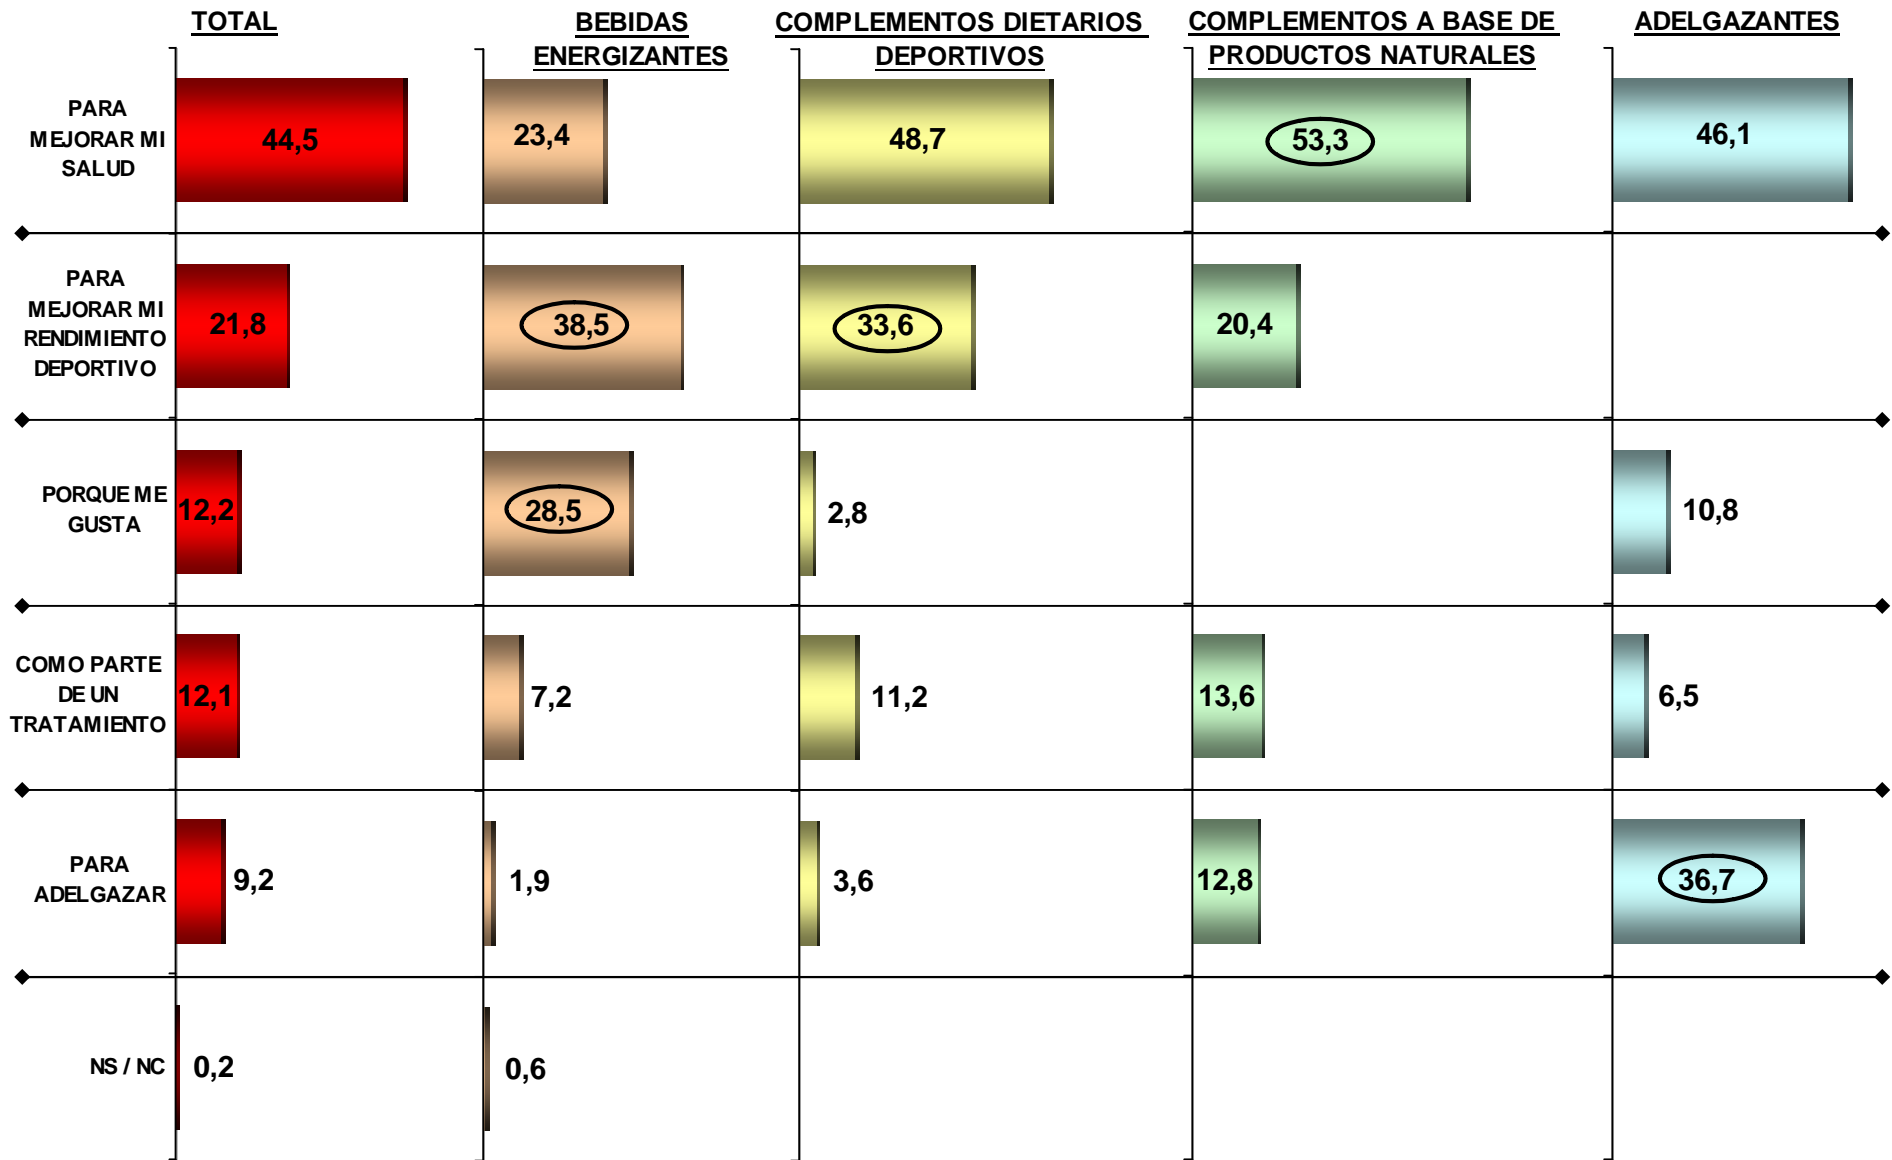 TOTAL
BEBIDAS
ENERGIZANTES
COMPLEMENTOS DIETARIOS
DEPORTIVOS
COMPLEMENTOS A BASE DE
PRODUCTOS NATURALES
ADELGAZANTES
PARA
MEJORAR MI
SALUD
44,5
23,4
48,7
53,3
46,1
PARA
MEJORAR MI
RENDIMIENTO
DEPORTIVO
21,8
38,5
33,6
20,4
PORQUE ME
GUSTA
12,2
28,5
2,8
10,8
COMO PARTE
DE UN
TRATAMIENTO
12,1
7,2
11,2
13,6
6,5
PARA
ADELGAZAR
9,2
1,9
3,6
12,8
36,7
NS / NC
0,2
0,6